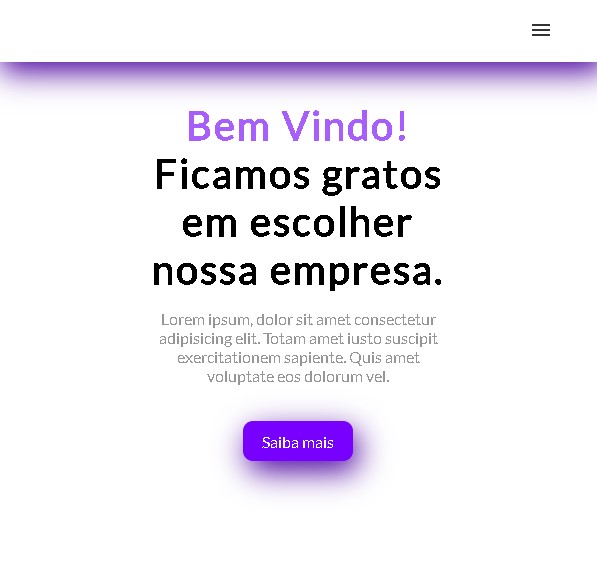 Bem Vindo!
Ficamos gratos
em escolher
nossa empresa.
Lorem ipsum, dolor sit amet consectetur
adipisicing elit. Totam amet iusto suscipit
exercitationem sapiente. Quis amet
voluptate eos dolorum vel.
Saiba mais